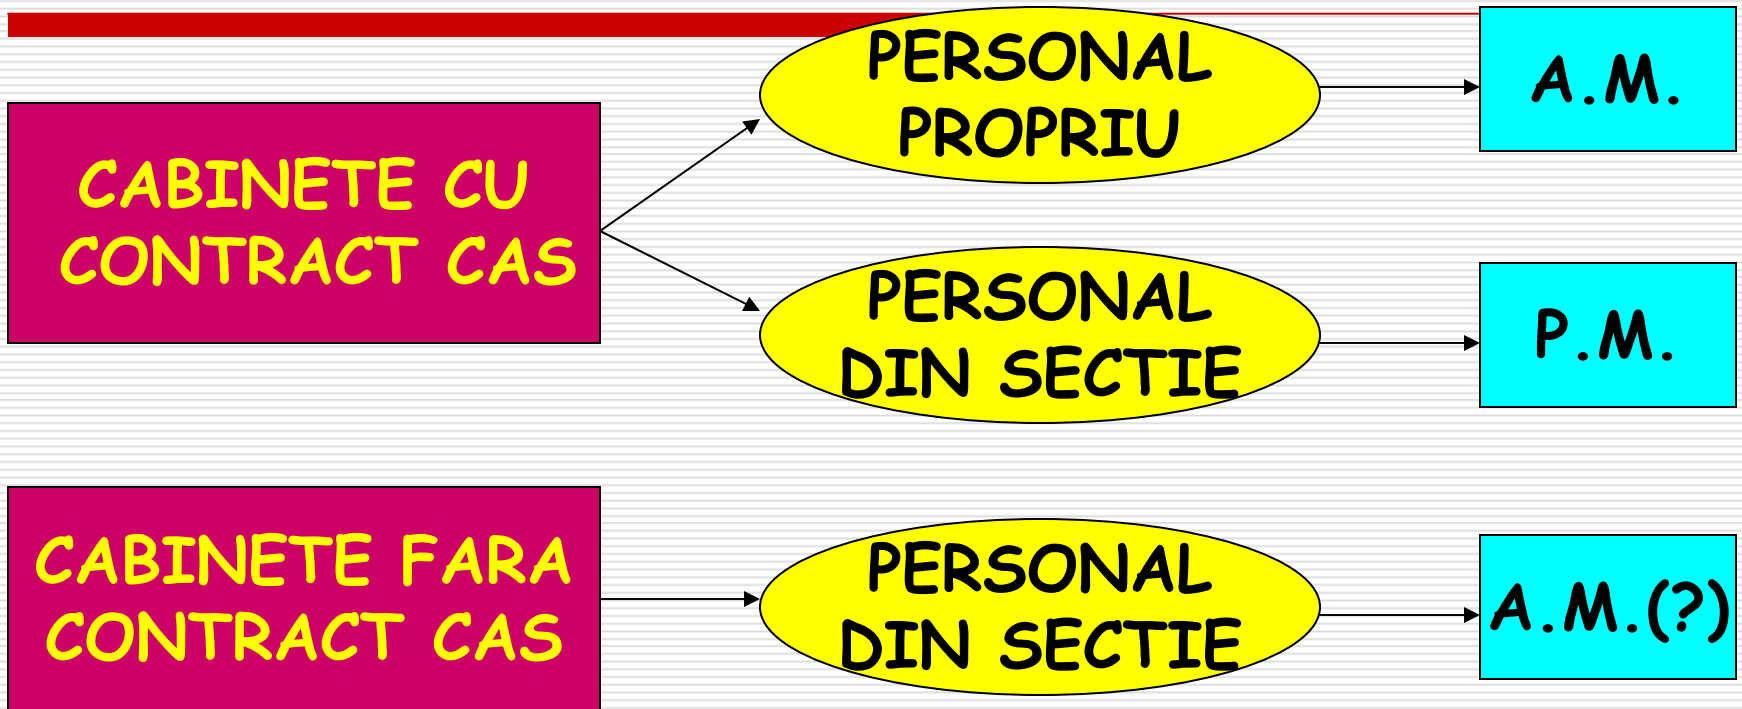 PERSONAL
PROPRIU
A.M.
CABINETE CU
CONTRACT CAS
PERSONAL
DIN SECTIE
P.M.
CABINETE FARA
CONTRACT CAS
PERSONAL
DIN SECTIE
A.M.(?)